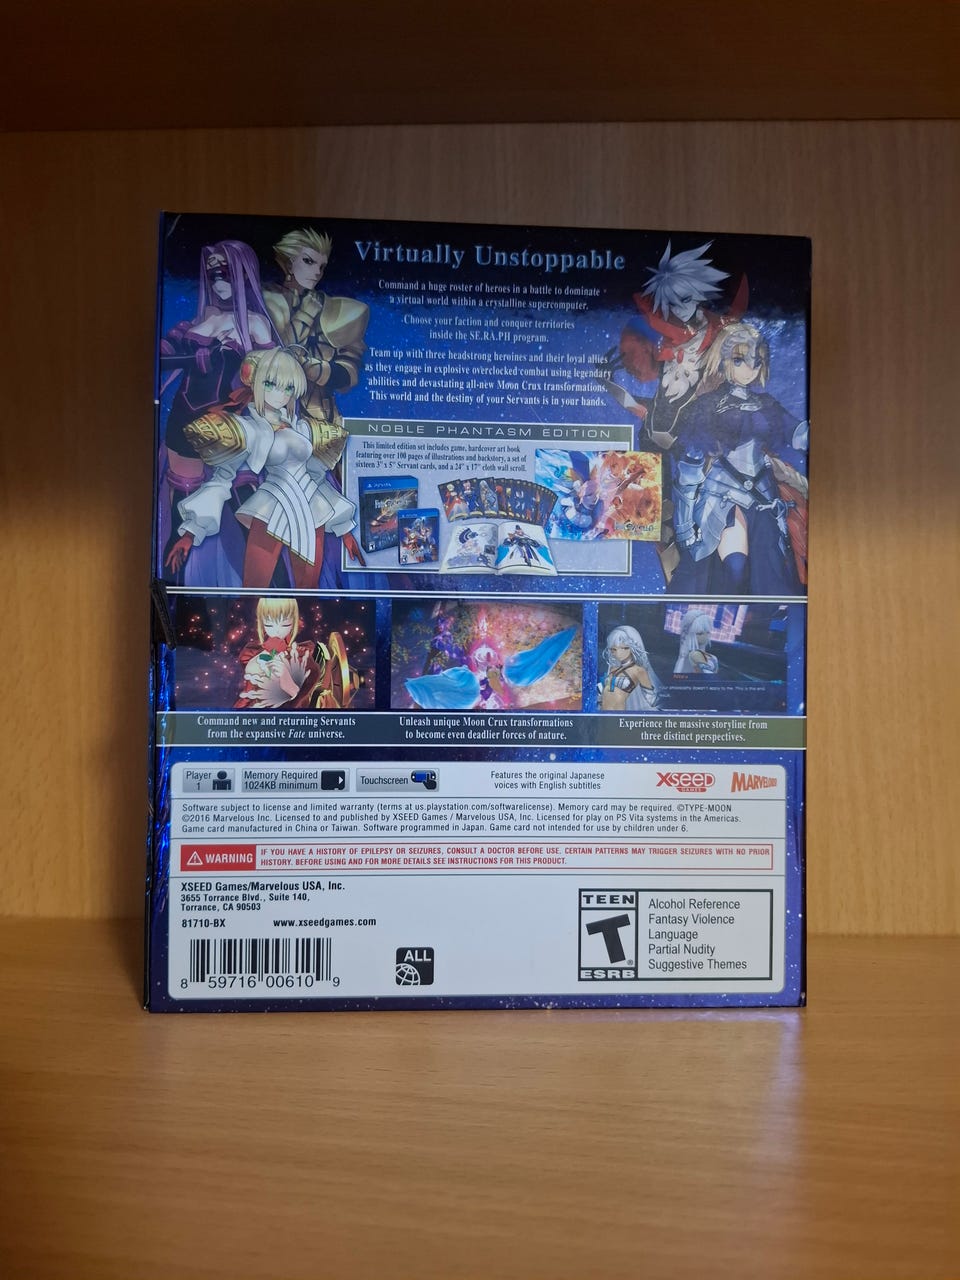 Virtually Unstoppable
Command a huge roster of heroes in a battle to dominate
a virtual world within a crystalline supercomputer.
Choose your faction and conquer territories
inside the SE.RA.PH program.
Team up with three headstrong heroines and their loyal allies
as they engage in explosive overclocked combat using legendary
abilities and devastating all-new Moon Crux transformations.
This world and the destiny of your Servants is in your hands.
NOBLE PHANTASM EDITION
This limited edition set includes game, hardcover art book
featuring over 100 pages of illustrations and backstory, a set of
sixteen 3" x 5" Servant cards, and a 24" x 17" cloth wall scroll.
Command new and returning Servants
from the expansive Fate universe.
Unleash unique Moon Crux transformations
to become even deadlier forces of nature.
Experience the massive storyline from
three distinct perspectives.
Player
1
Memory Required
1024KB minimum
Touchscreen
Features the original Japanese
voices with English subtitles
XSEED
GAMES
MARVELOUS!
Software subject to license and limited warranty (terms at us.playstation.com/softwarelicense). Memory card may be required. ©TYPE-MOON
©2016 Marvelous Inc. Licensed to and published by XSEED Games / Marvelous USA, Inc. Licensed for play on PS Vita systems in the Americas.
Game card manufactured in China or Taiwan. Software programmed in Japan. Game card not intended for use by children under 6.
WARNING
IF YOU HAVE A HISTORY OF EPILEPSY OR SEIZURES, CONSULT A DOCTOR BEFORE USE. CERTAIN PATTERNS MAY TRIGGER SEIZURES WITH NO PRIOR
HISTORY. BEFORE USING AND FOR MORE DETAILS SEE INSTRUCTIONS FOR THIS PRODUCT.
XSEED Games/Marvelous USA, Inc.
3655 Torrance Blvd., Suite 140,
Torrance, CA 90503
81710-BX www.xseedgames.com
8 59716 00610 9
ALL
TEEN
T
®
ESRB
Alcohol Reference
Fantasy Violence
Language
Partial Nudity
Suggestive Themes